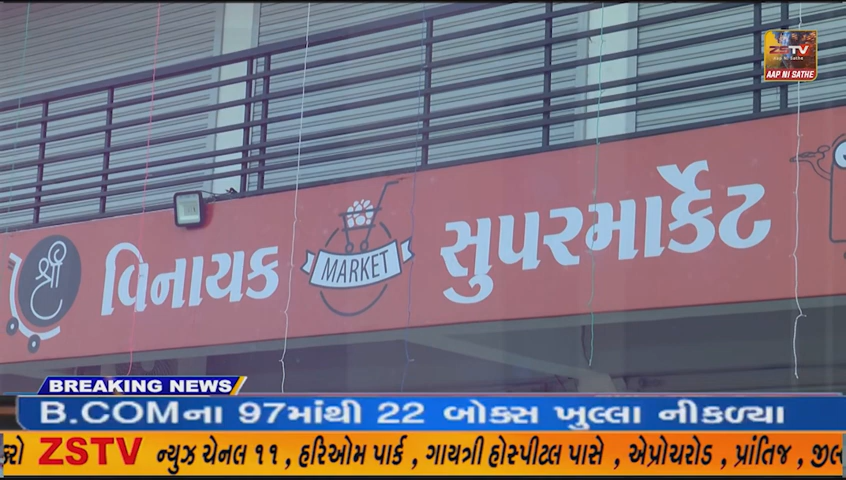 ZSTV
AAP NI SATHE
શ્રી વિનાયક MARKET સુપરમાર્કેટ
BREAKING NEWS
B.COMના 97માંથી 22 બોક્સ ખુલ્લા નીકળ્યા
ZSTV ન્યુઝ ચેનલ ૧૧ , હરિઓમ પાર્ક , ગાયત્રી હોસ્પીટલ પાસે , એપ્રોચરોડ , પ્રાંતિજ ,